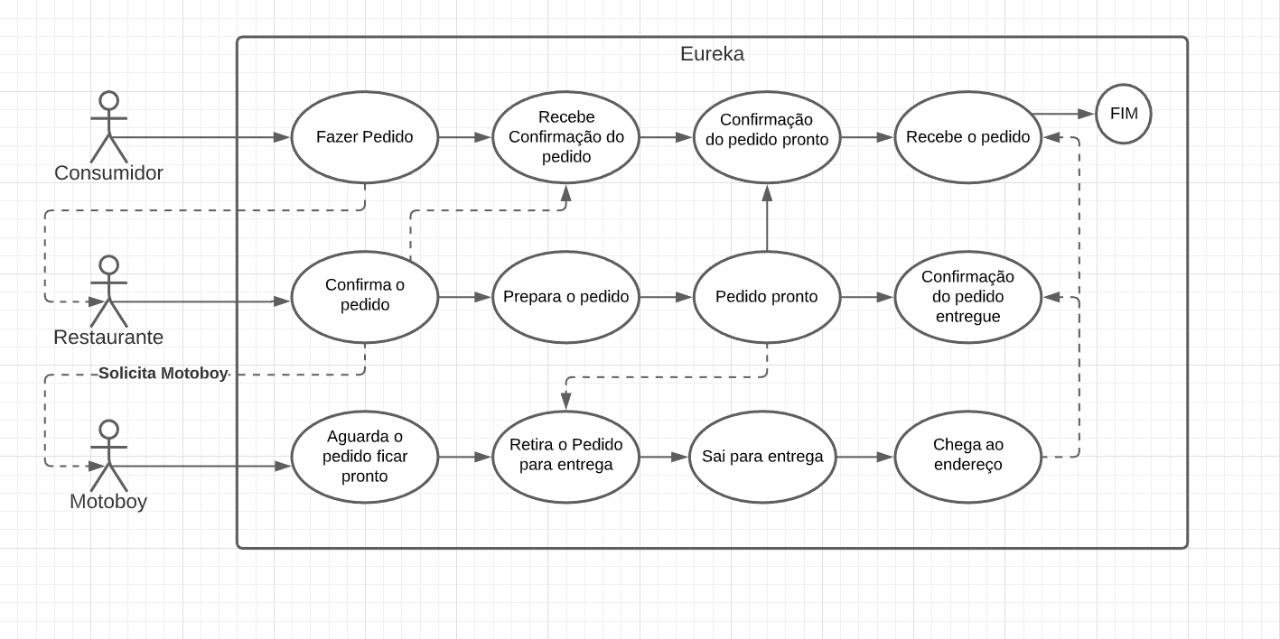 Eureka
Fazer Pedido
Recebe
Confirmação do
pedido
Confirmação
do pedido pronto
Recebe o pedido
FIM
Consumidor
Confirma o
pedido
Prepara o pedido
Pedido pronto
Confirmação
do pedido
entregue
Restaurante
Solicita Motoboy
Aguarda o
pedido ficar
pronto
Retira o Pedido
para entrega
Sai para entrega
Chega ao
endereço
Motoboy